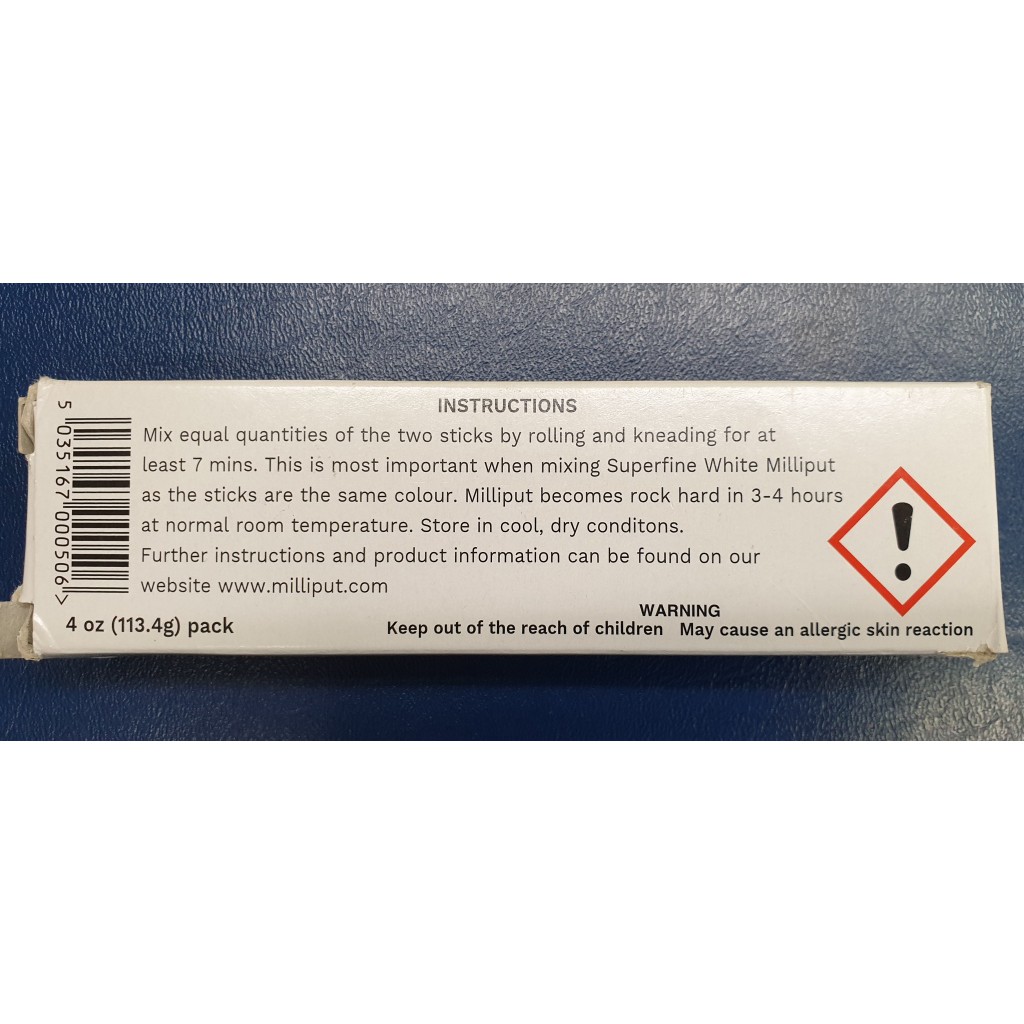 INSTRUCTIONS
Mix equal quantities of the two sticks by rolling and kneading for at
least 7 mins. This is most important when mixing Superfine White Milliput
as the sticks are the same colour. Milliput becomes rock hard in 3-4 hours
at normal room temperature. Store in cool, dry conditons.
Further instructions and product information can be found on our
website www.milliput.com
5 035167 000506 >
4 oz (113.4g) pack
WARNING
Keep out of the reach of children May cause an allergic skin reaction